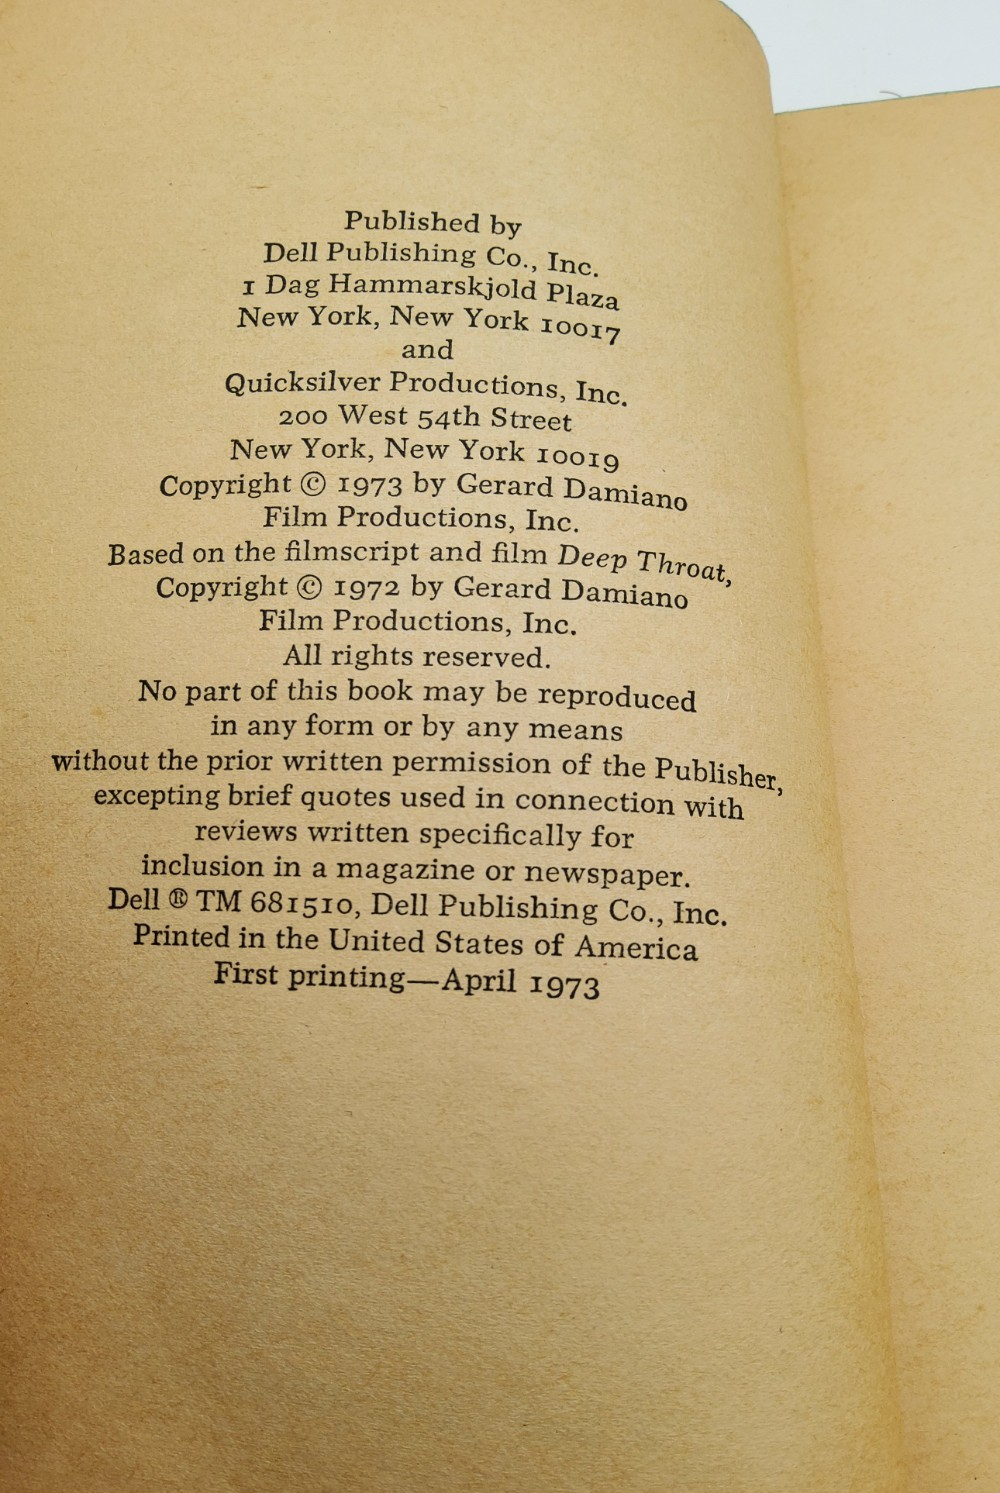 Published by
Dell Publishing Co., Inc.
1 Dag Hammarskjold Plaza
New York, New York 10017
and
Quicksilver Productions, Inc.
200 West 54th Street
New York, New York 10019
Copyright © 1973 by Gerard Damiano
Film Productions, Inc.
Based on the filmscript and film Deep Throat,
Copyright © 1972 by Gerard Damiano
Film Productions, Inc.
All rights reserved.
No part of this book may be reproduced
in any form or by any means
without the prior written permission of the Publisher,
excepting brief quotes used in connection with
reviews written specifically for
inclusion in a magazine or newspaper.
Dell ® TM 681510, Dell Publishing Co., Inc.
Printed in the United States of America
First printing—April 1973